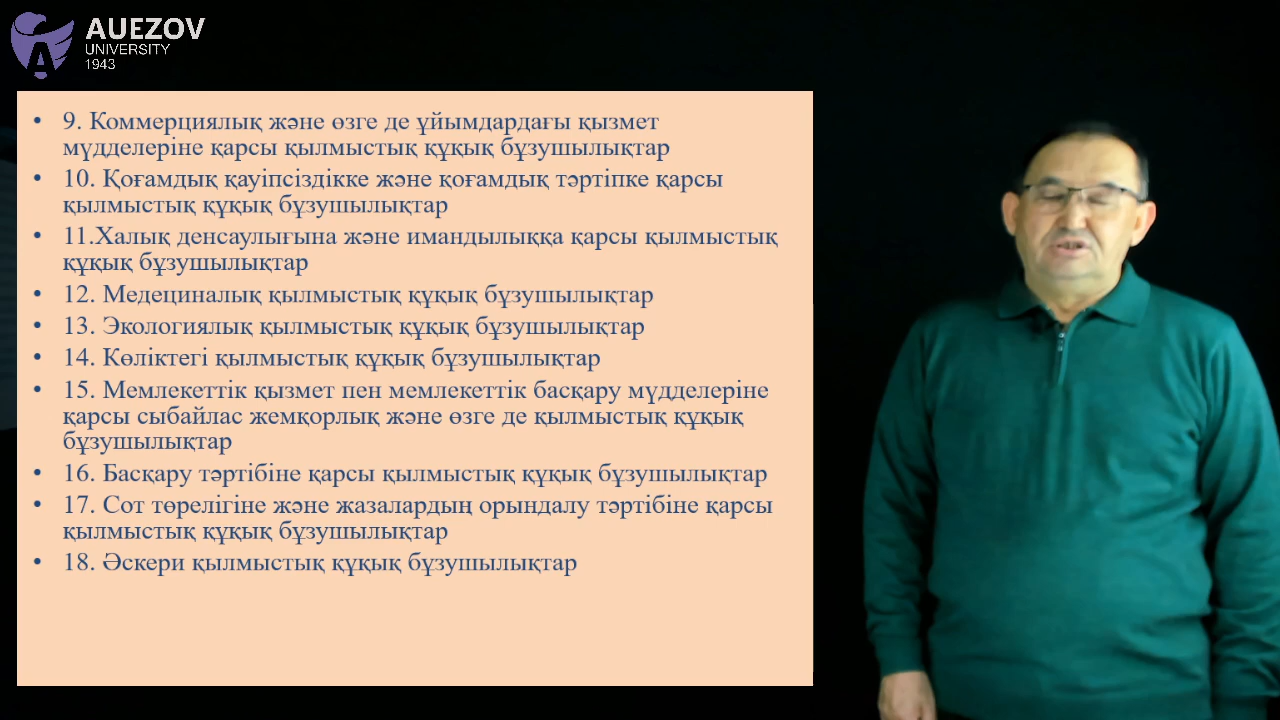 AUEZOV
UNIVERSITY
1943
• 9. Коммерциялық және өзге де ұйымдардағы қызмет
мүдделеріне қарсы қылмыстық құқық бұзушылықтар
• 10. Қоғамдық қауіпсіздікке және қоғамдық тәртіпке қарсы
қылмыстық құқық бұзушылықтар
• 11.Халық денсаулығына және имандылыққа қарсы қылмыстық
құқық бұзушылықтар
• 12. Медециналық қылмыстық құқық бұзушылықтар
• 13. Экологиялық қылмыстық құқық бұзушылықтар
• 14. Көліктегі қылмыстық құқық бұзушылықтар
• 15. Мемлекеттік қызмет пен мемлекеттік басқару мүдделеріне
қарсы сыбайлас жемқорлық және өзге де қылмыстық құқық
бұзушылықтар
• 16. Басқару тәртібіне қарсы қылмыстық құқық бұзушылықтар
• 17. Сот төрелігіне және жазалардың орындалу тәртібіне қарсы
қылмыстық құқық бұзушылықтар
• 18. Әскери қылмыстық құқық бұзушылықтар